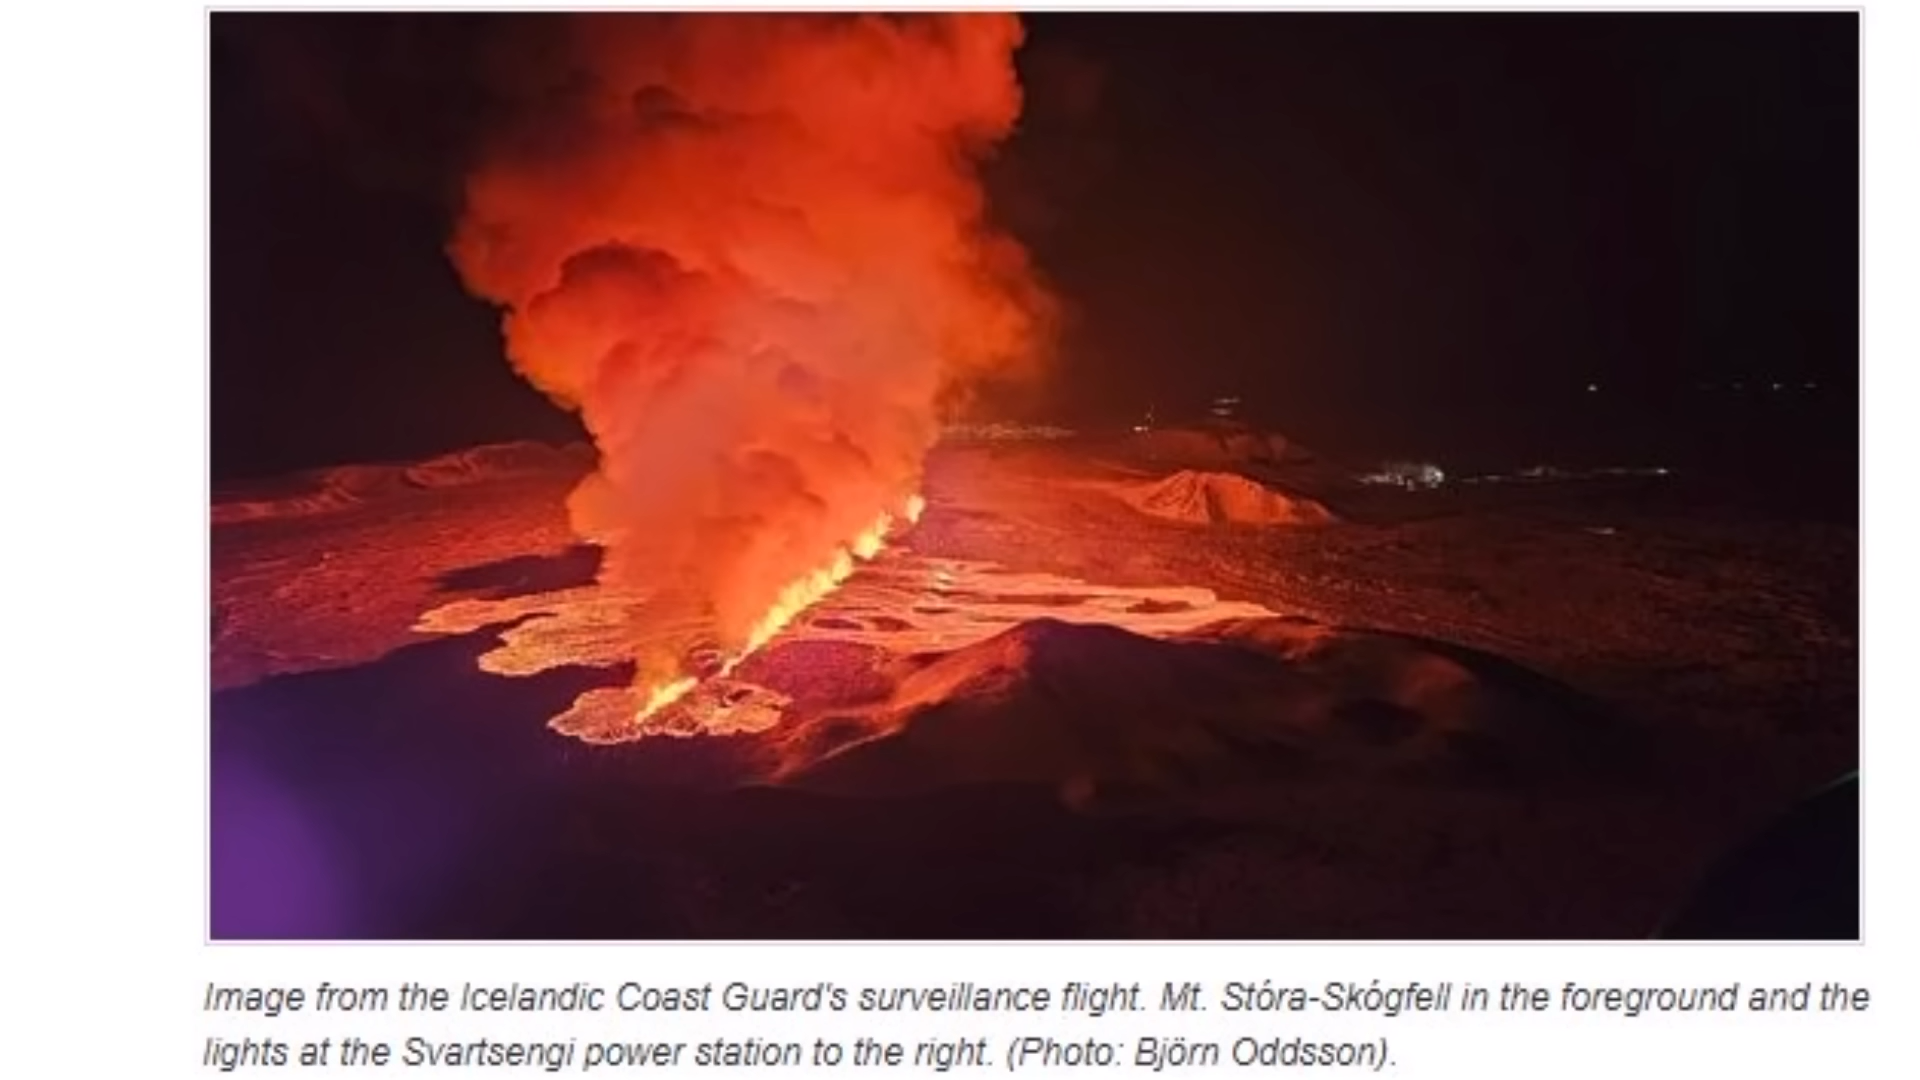 Image from the Icelandic Coast Guard's surveillance flight. Mt. Stóra-Skógfell in the foreground and the
lights at the Svartsengi power station to the right. (Photo: Björn Oddsson).